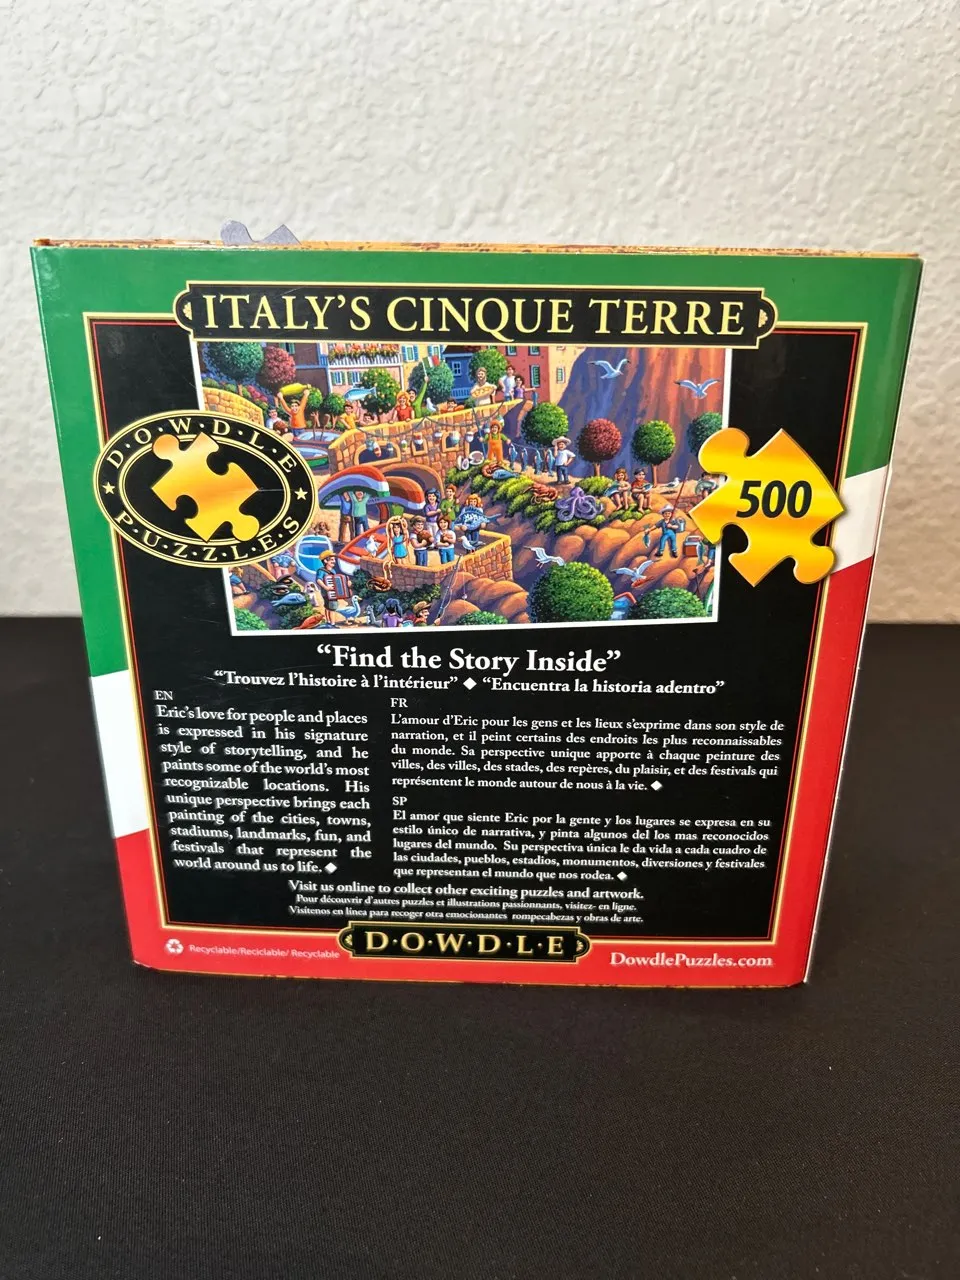 ITALY'S CINQUE TERRE
D·O·W·D·L·E
P·U·Z·Z·L·E·S
500
“Find the Story Inside”
“Trouvez l'histoire à l'intérieur” ◆ “Encuentra la historia adentro”
EN
Eric's love for people and places
is expressed in his signature
style of storytelling, and he
paints some of the world's most
recognizable locations. His
unique perspective brings each
painting of the cities, towns,
stadiums, landmarks, fun, and
festivals that represent the
world around us to life. ◆
FR
L'amour d'Eric pour les gens et les lieux s'exprime dans son style de
narration, et il peint certains des endroits les plus reconnaissables
du monde. Sa perspective unique apporte à chaque peinture des
villes, des villes, des stades, des repères, du plaisir, et des festivals qui
représentent le monde autour de nous à la vie. ◆
SP
El amor que siente Eric por la gente y los lugares se expresa en su
estilo único de narrativa, y pinta algunos del los mas reconocidos
lugares del mundo. Su perspectiva única le da vida a cada cuadro de
las ciudades, pueblos, estadios, monumentos, diversiones y festivales
que representan el mundo que nos rodea. ◆
Visit us online to collect other exciting puzzles and artwork.
Pour découvrir d'autres puzzles et illustrations passionnants, visitez- en ligne.
Visítenos en línea para recoger otra emocionantes rompecabezas y obras de arte.
Recyclable/Reciclable/ Recyclable
D·O·W·D·L·E
DowdlePuzzles.com